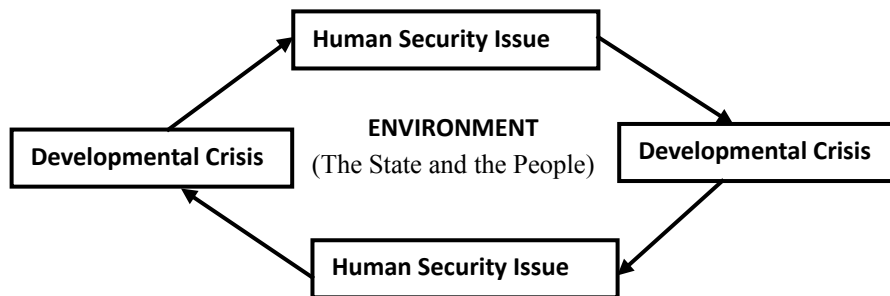 Human Security Issue
ENVIRONMENT
(The State and the People)
Developmental Crisis
Developmental Crisis
Human Security Issue